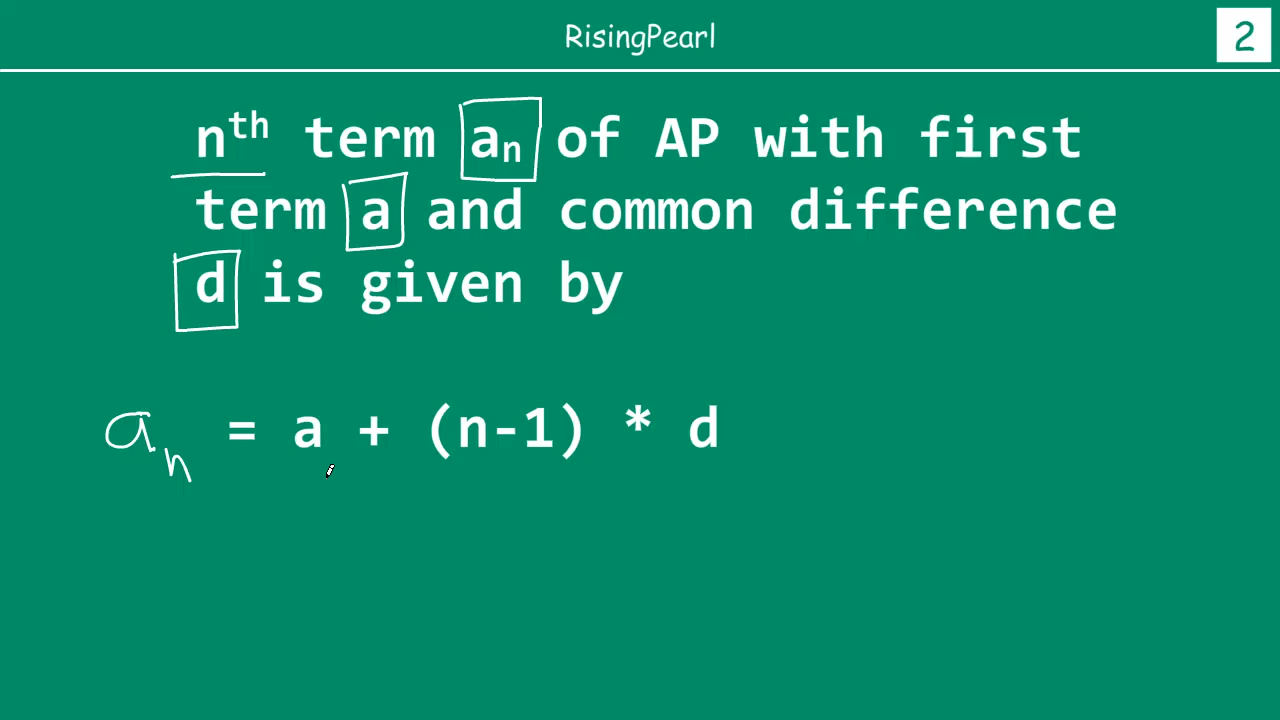 RisingPearl
2
nᵗʰ term aₙ of AP with first
term a and common difference
d is given by
aₙ = a + (n-1) * d